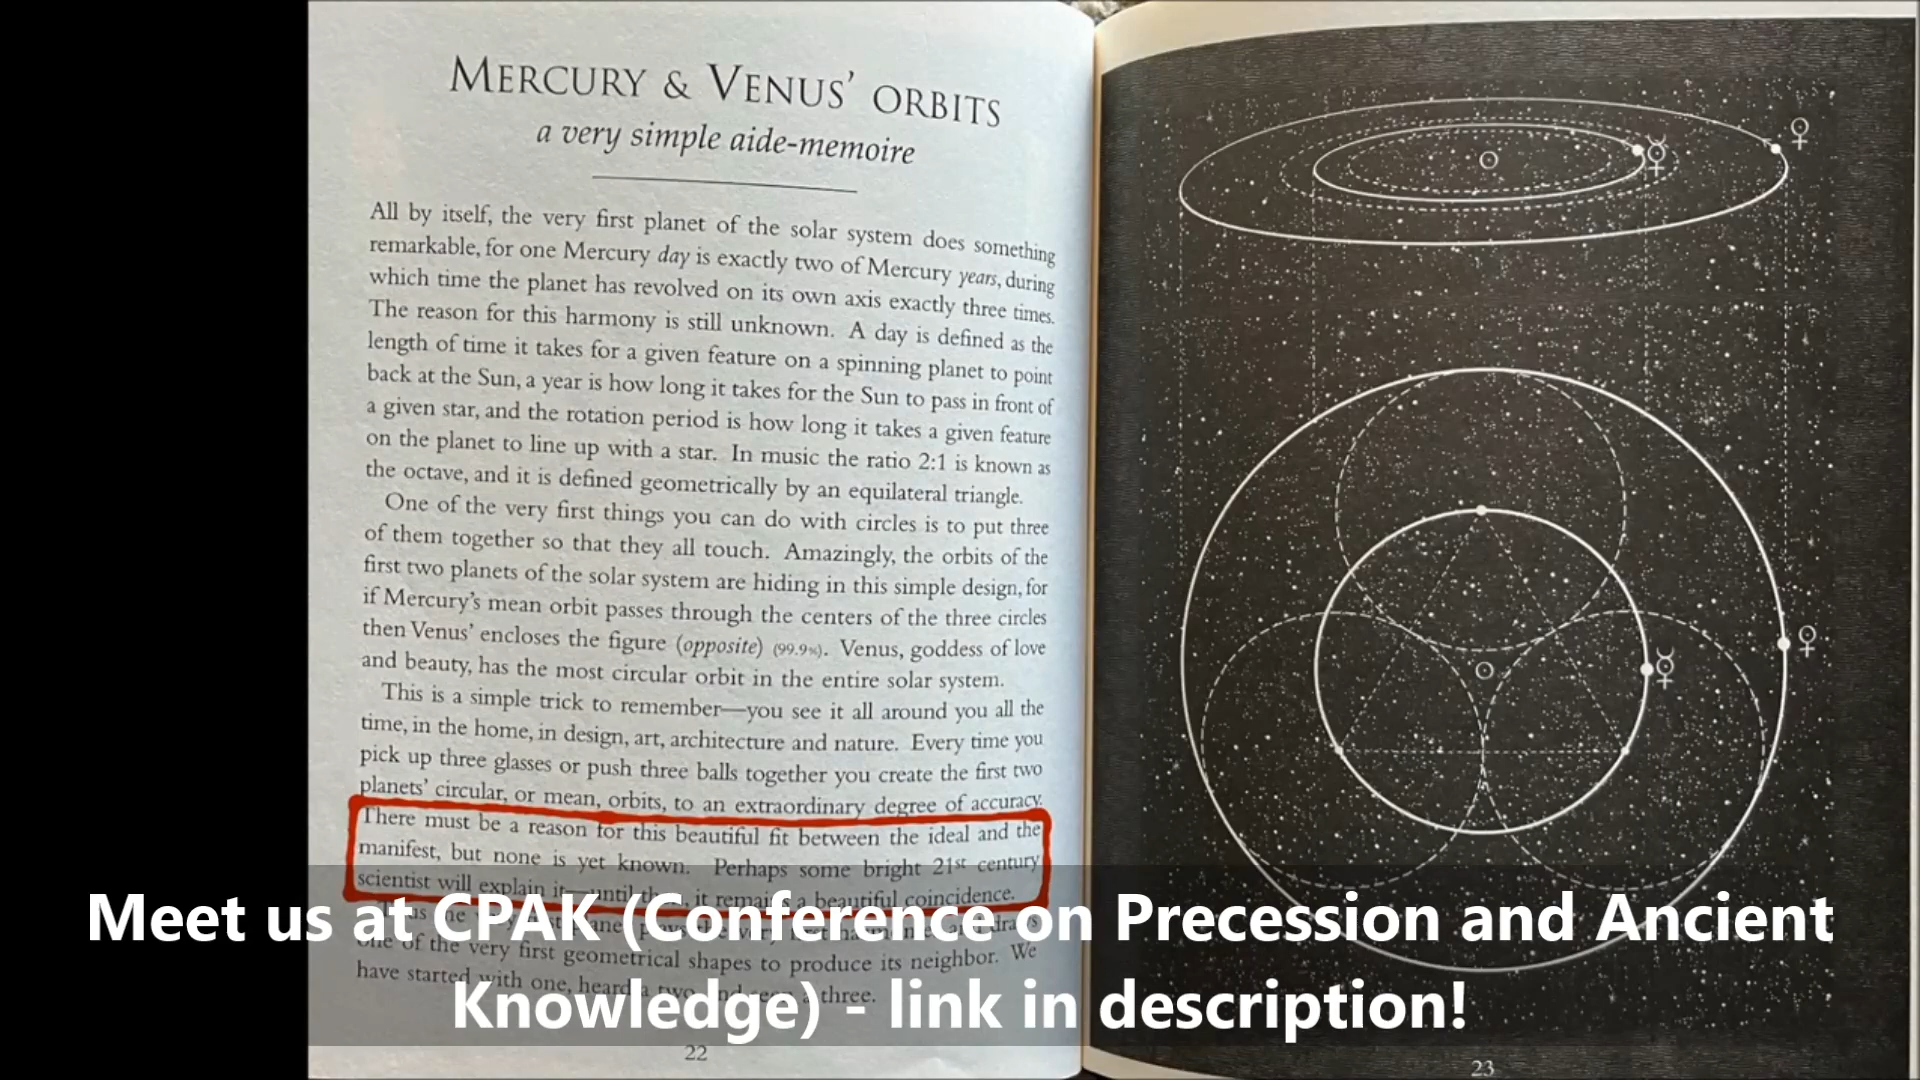 MERCURY & VENUS' ORBITS
a very simple aide-memoire
All by itself, the very first planet of the solar system does something
remarkable, for one Mercury day is exactly two of Mercury years, during
which time the planet has revolved on its own axis exactly three times.
The reason for this harmony is still unknown. A day is defined as the
length of time it takes for a given feature on a spinning planet to point
back at the Sun, a year is how long it takes for the Sun to pass in front of
a given star, and the rotation period is how long it takes a given feature
on the planet to line up with a star. In music the ratio 2:1 is known as
the octave, and it is defined geometrically by an equilateral triangle.
One of the very first things you can do with circles is to put three
of them together so that they all touch. Amazingly, the orbits of the
first two planets of the solar system are hiding in this simple design, for
if Mercury's mean orbit passes through the centers of the three circles
then Venus' encloses the figure (opposite) (99.9%). Venus, goddess of love
and beauty, has the most circular orbit in the entire solar system.
This is a simple trick to remember—you see it all around you all the
time, in the home, in design, art, architecture and nature. Every time you
pick up three glasses or push three balls together you create the first two
planets' circular, or mean, orbits, to an extraordinary degree of accuracy.
There must be a reason for this beautiful fit between the ideal and the
manifest, but none is yet known. Perhaps some bright 21st century
scientist will explain it—until then, it remains a beautiful coincidence.
one of the very first geometrical shapes to produce its neighbor. We
have started with one, heard a two and seen a three.
22
23
Meet us at CPAK (Conference on Precession and Ancient
Knowledge) - link in description!